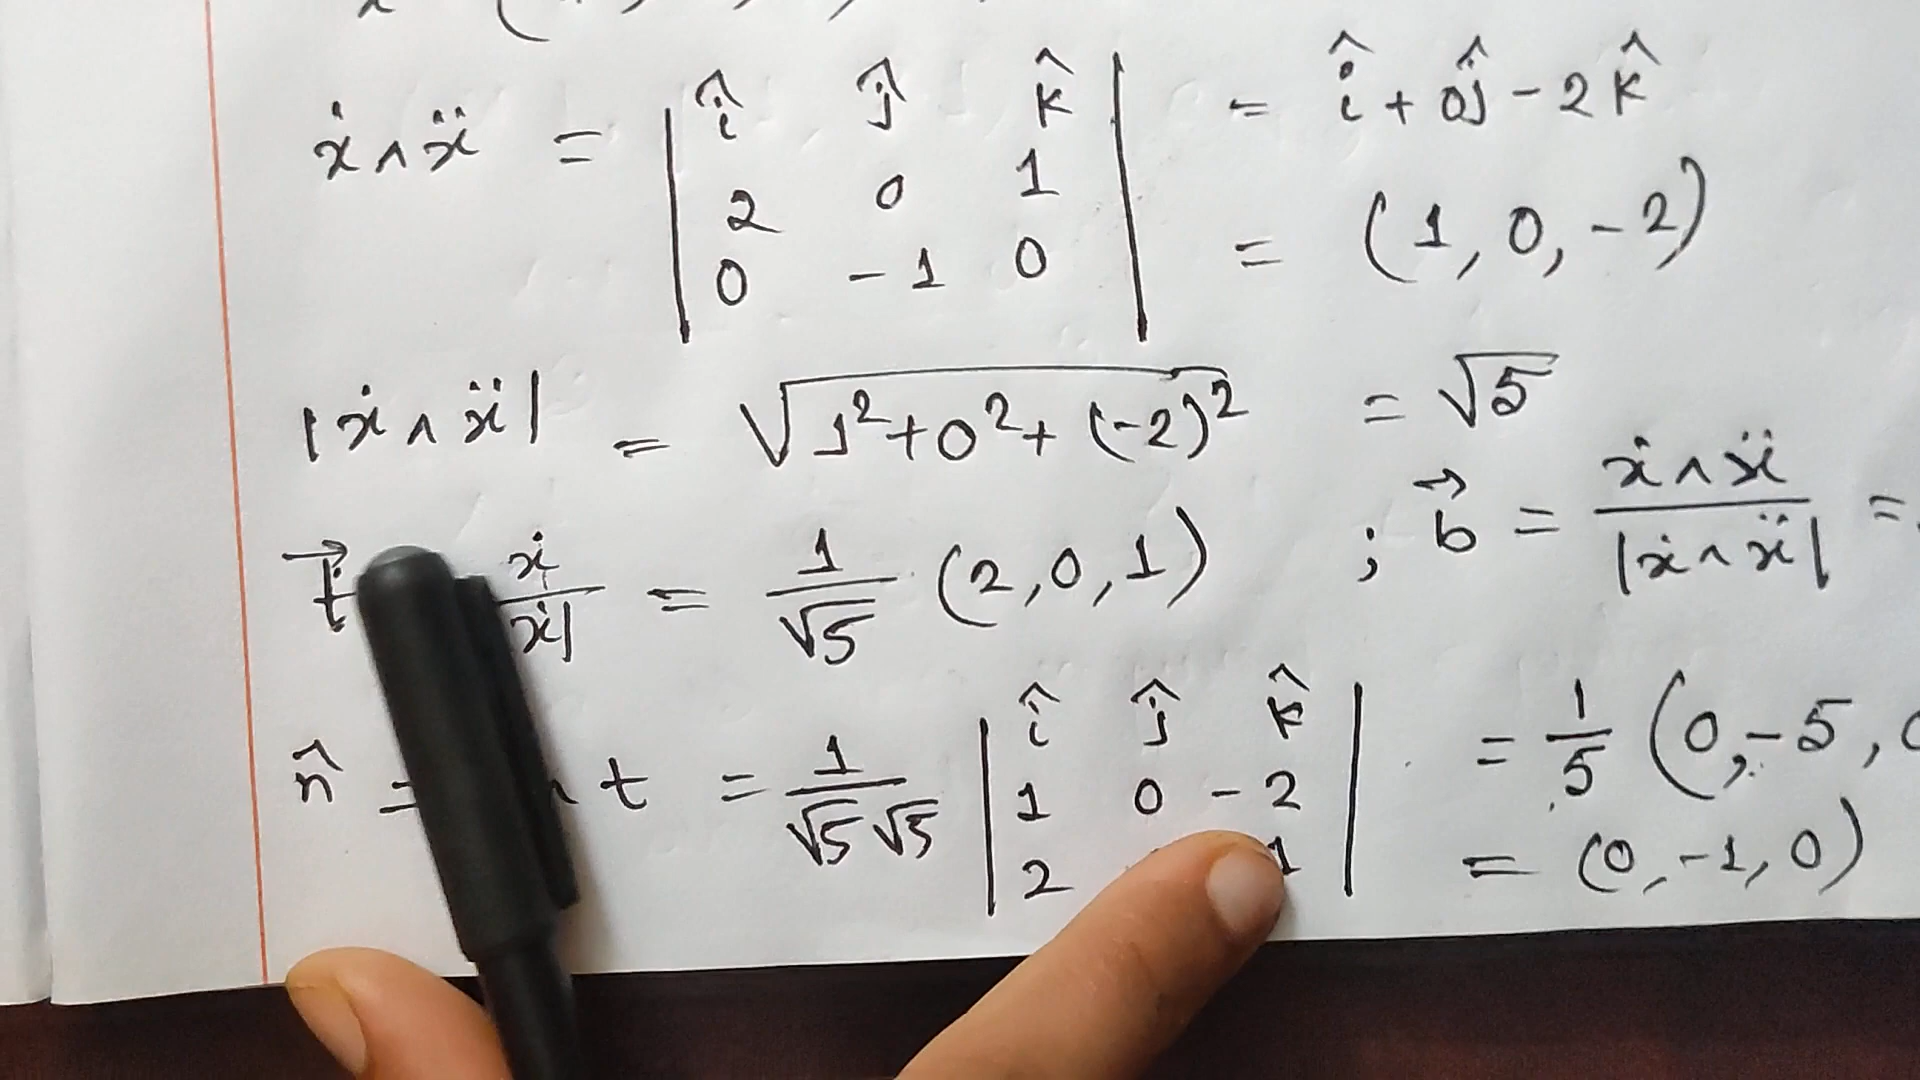 ẋ ∧ ẍ = | î ĵ k̂ | = î + 0ĵ - 2k̂
2 0 1
0 -1 0
= (1, 0, -2)
|ẋ ∧ ẍ| = √(1² + 0² + (-2)²) = √5
t⃗ ẋ / ẋ| = 1/√5 (2, 0, 1) ; b⃗ = ẋ ∧ ẍ / |ẋ ∧ ẍ| =
n̂ = t = 1/√5√5 | î ĵ k̂ | = 1/5 (0, -5,
1 0 -2
2 1
= (0, -1, 0)